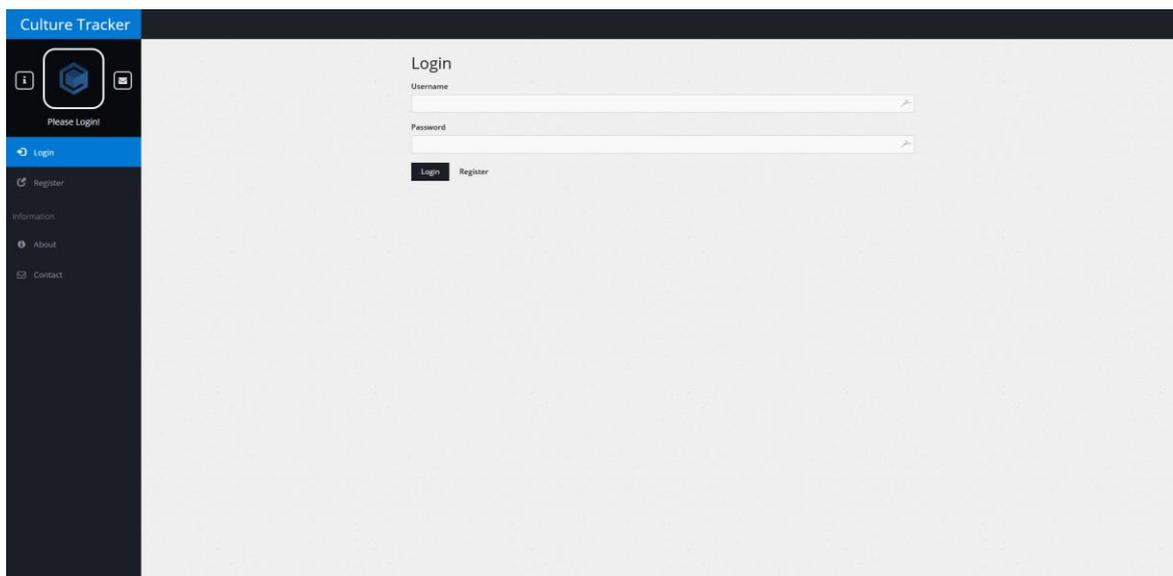 Culture Tracker
Please Login!
Login
Register
Information
About
Contact
Login
Username
Password
Login Register